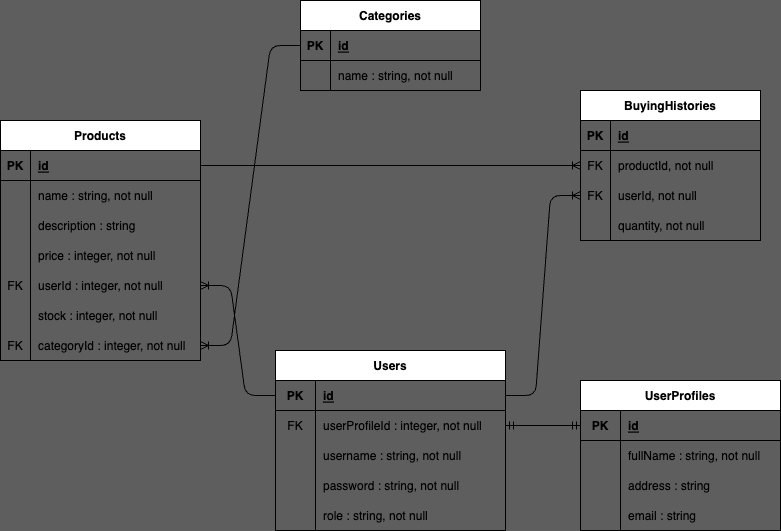 Categories
PK id
name : string, not null
BuyingHistories
PK id
FK productId, not null
FK userId, not null
quantity, not null
Products
PK id
name : string, not null
description : string
price : integer, not null
FK userId : integer, not null
stock : integer, not null
FK categoryId : integer, not null
Users
PK id
FK userProfileId : integer, not null
username : string, not null
password : string, not null
role : string, not null
UserProfiles
PK id
fullName : string, not null
address : string
email : string